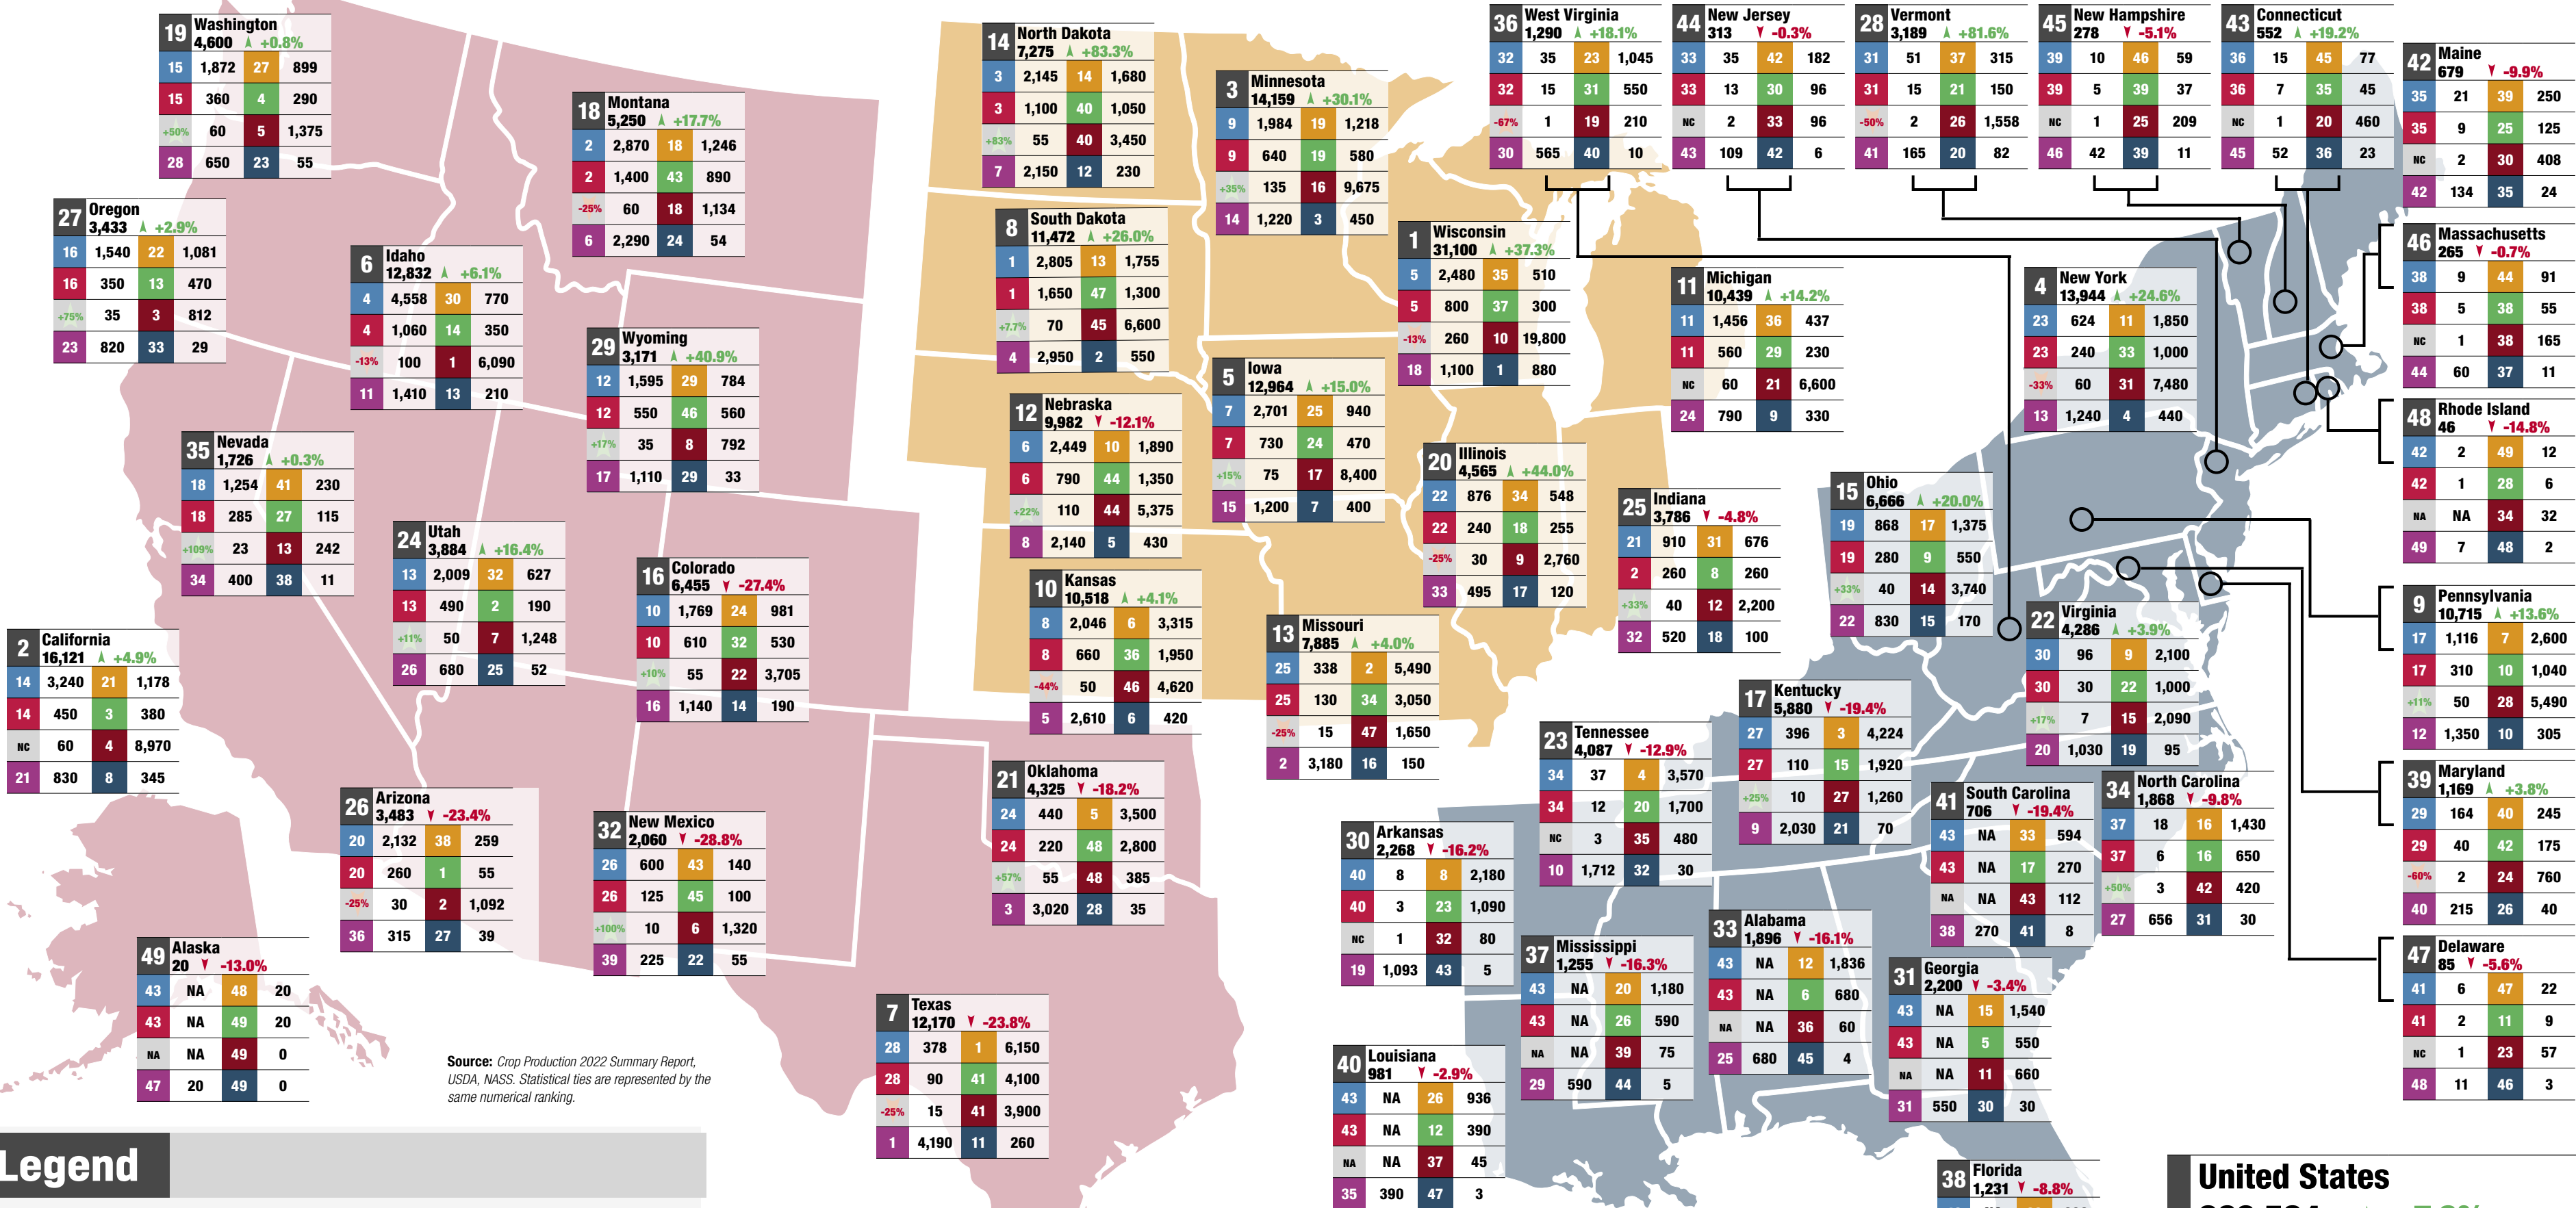 19 Washington
4,600 +0.8%
15 1,872 27 899
15 360 4 290
+50% 60 5 1,375
28 650 23 55
27 Oregon
3,433 +2.9%
16 1,540 22 1,081
16 350 13 470
+75% 35 3 812
23 820 33 29
6 Idaho
12,832 +6.1%
4 4,558 30 770
4 1,060 14 350
-13% 100 1 6,090
11 1,410 13 210
18 Montana
5,250 +17.7%
2 2,870 18 1,246
2 1,400 43 890
-25% 60 18 1,134
6 2,290 24 54
29 Wyoming
3,171 +40.9%
12 1,595 29 784
12 550 46 560
+17% 35 8 792
17 1,110 29 33
35 Nevada
1,726 +0.3%
18 1,254 41 230
18 285 27 115
+109% 23 13 242
34 400 38 11
24 Utah
3,884 +16.4%
13 2,009 32 627
13 490 2 190
+11% 50 7 1,248
26 680 25 52
16 Colorado
6,455 -27.4%
10 1,769 24 981
10 610 32 530
+10% 55 22 3,705
16 1,140 14 190
2 California
16,121 +4.9%
14 3,240 21 1,178
14 450 3 380
NC 60 4 8,970
21 830 8 345
26 Arizona
3,483 -23.4%
20 2,132 38 259
20 260 1 55
-25% 30 2 1,092
36 315 27 39
32 New Mexico
2,060 -28.8%
26 600 43 140
26 125 45 100
+100% 10 6 1,320
39 225 22 55
49 Alaska
20 -13.0%
43 NA 48 20
43 NA 49 20
NA NA 49 0
47 20 49 0
Source: Crop Production 2022 Summary Report,
USDA, NASS. Statistical ties are represented by the
same numerical ranking.
Legend
14 North Dakota
7,275 +83.3%
3 2,145 14 1,680
3 1,100 40 1,050
+83% 55 40 3,450
7 2,150 12 230
3 Minnesota
14,159 +30.1%
9 1,984 19 1,218
9 640 19 580
+35% 135 16 9,675
14 1,220 3 450
8 South Dakota
11,472 +26.0%
1 2,805 13 1,755
1 1,650 47 1,300
+7.7% 70 45 6,600
4 2,950 2 550
1 Wisconsin
31,100 +37.3%
5 2,480 35 510
5 800 37 300
-13% 260 10 19,800
18 1,100 1 880
12 Nebraska
9,982 -12.1%
6 2,449 10 1,890
6 790 44 1,350
+22% 110 44 5,375
8 2,140 5 430
5 Iowa
12,964 +15.0%
7 2,701 25 940
7 730 24 470
+15% 75 17 8,400
15 1,200 7 400
11 Michigan
10,439 +14.2%
11 1,456 36 437
11 560 29 230
NC 60 21 6,600
24 790 9 330
20 Illinois
4,565 +44.0%
22 876 34 548
22 240 18 255
-25% 30 9 2,760
33 495 17 120
25 Indiana
3,786 -4.8%
21 910 31 676
2 260 8 260
+33% 40 12 2,200
32 520 18 100
15 Ohio
6,666 +20.0%
19 868 17 1,375
19 280 9 550
+33% 40 14 3,740
22 830 15 170
10 Kansas
10,518 +4.1%
8 2,046 6 3,315
8 660 36 1,950
-44% 50 46 4,620
5 2,610 6 420
13 Missouri
7,885 +4.0%
25 338 2 5,490
25 130 34 3,050
-25% 15 47 1,650
2 3,180 16 150
21 Oklahoma
4,325 -18.2%
24 440 5 3,500
24 220 48 2,800
+57% 55 48 385
3 3,020 28 35
7 Texas
12,170 -23.8%
28 378 1 6,150
28 90 41 4,100
-25% 15 41 3,900
1 4,190 11 260
36 West Virginia
1,290 +18.1%
32 35 23 1,045
32 15 31 550
-67% 1 19 210
30 565 40 10
44 New Jersey
313 -0.3%
33 35 42 182
33 13 30 96
NC 2 33 96
43 109 42 6
28 Vermont
3,189 +81.6%
31 51 37 315
31 15 21 150
-50% 2 26 1,558
41 165 20 82
45 New Hampshire
278 -5.1%
39 10 46 59
39 5 39 37
NC 1 25 209
46 42 39 11
43 Connecticut
552 +19.2%
36 15 45 77
36 7 35 45
NC 1 20 460
45 52 36 23
42 Maine
679 -9.9%
35 21 39 250
35 9 25 125
NC 2 30 408
42 134 35 24
46 Massachusetts
265 -0.7%
38 9 44 91
38 5 38 55
NC 1 38 165
44 60 37 11
4 New York
13,944 +24.6%
23 624 11 1,850
23 240 33 1,000
-33% 60 31 7,480
13 1,240 4 440
48 Rhode Island
46 -14.8%
42 2 49 12
42 1 28 6
NA NA 34 32
49 7 48 2
9 Pennsylvania
10,715 +13.6%
17 1,116 7 2,600
17 310 10 1,040
+11% 50 28 5,490
12 1,350 10 305
22 Virginia
4,286 +3.9%
30 96 9 2,100
30 30 22 1,000
+17% 7 15 2,090
20 1,030 19 95
17 Kentucky
5,880 -19.4%
27 396 3 4,224
27 110 15 1,920
+25% 10 27 1,260
9 2,030 21 70
23 Tennessee
4,087 -12.9%
34 37 4 3,570
34 12 20 1,700
NC 3 35 480
10 1,712 32 30
39 Maryland
1,169 +3.8%
29 164 40 245
29 40 42 175
-60% 2 24 760
40 215 26 40
34 North Carolina
1,868 -9.8%
37 18 16 1,430
37 6 16 650
+50% 3 42 420
27 656 31 30
41 South Carolina
706 -19.4%
43 NA 33 594
43 NA 17 270
NA NA 43 112
38 270 41 8
30 Arkansas
2,268 -16.2%
40 8 8 2,180
40 3 23 1,090
NC 1 32 80
19 1,093 43 5
37 Mississippi
1,255 -16.3%
43 NA 20 1,180
43 NA 26 590
NA NA 39 75
29 590 44 5
33 Alabama
1,896 -16.1%
43 NA 12 1,836
43 NA 6 680
NA NA 36 60
25 680 45 4
31 Georgia
2,200 -3.4%
43 NA 15 1,540
43 NA 5 550
NA NA 11 660
31 550 30 30
47 Delaware
85 -5.6%
41 6 47 22
41 2 11 9
NC 1 23 57
48 11 46 3
40 Louisiana
981 -2.9%
43 NA 26 936
43 NA 12 390
NA NA 37 45
35 390 47 3
38 Florida
1,231 -8.8%
United States